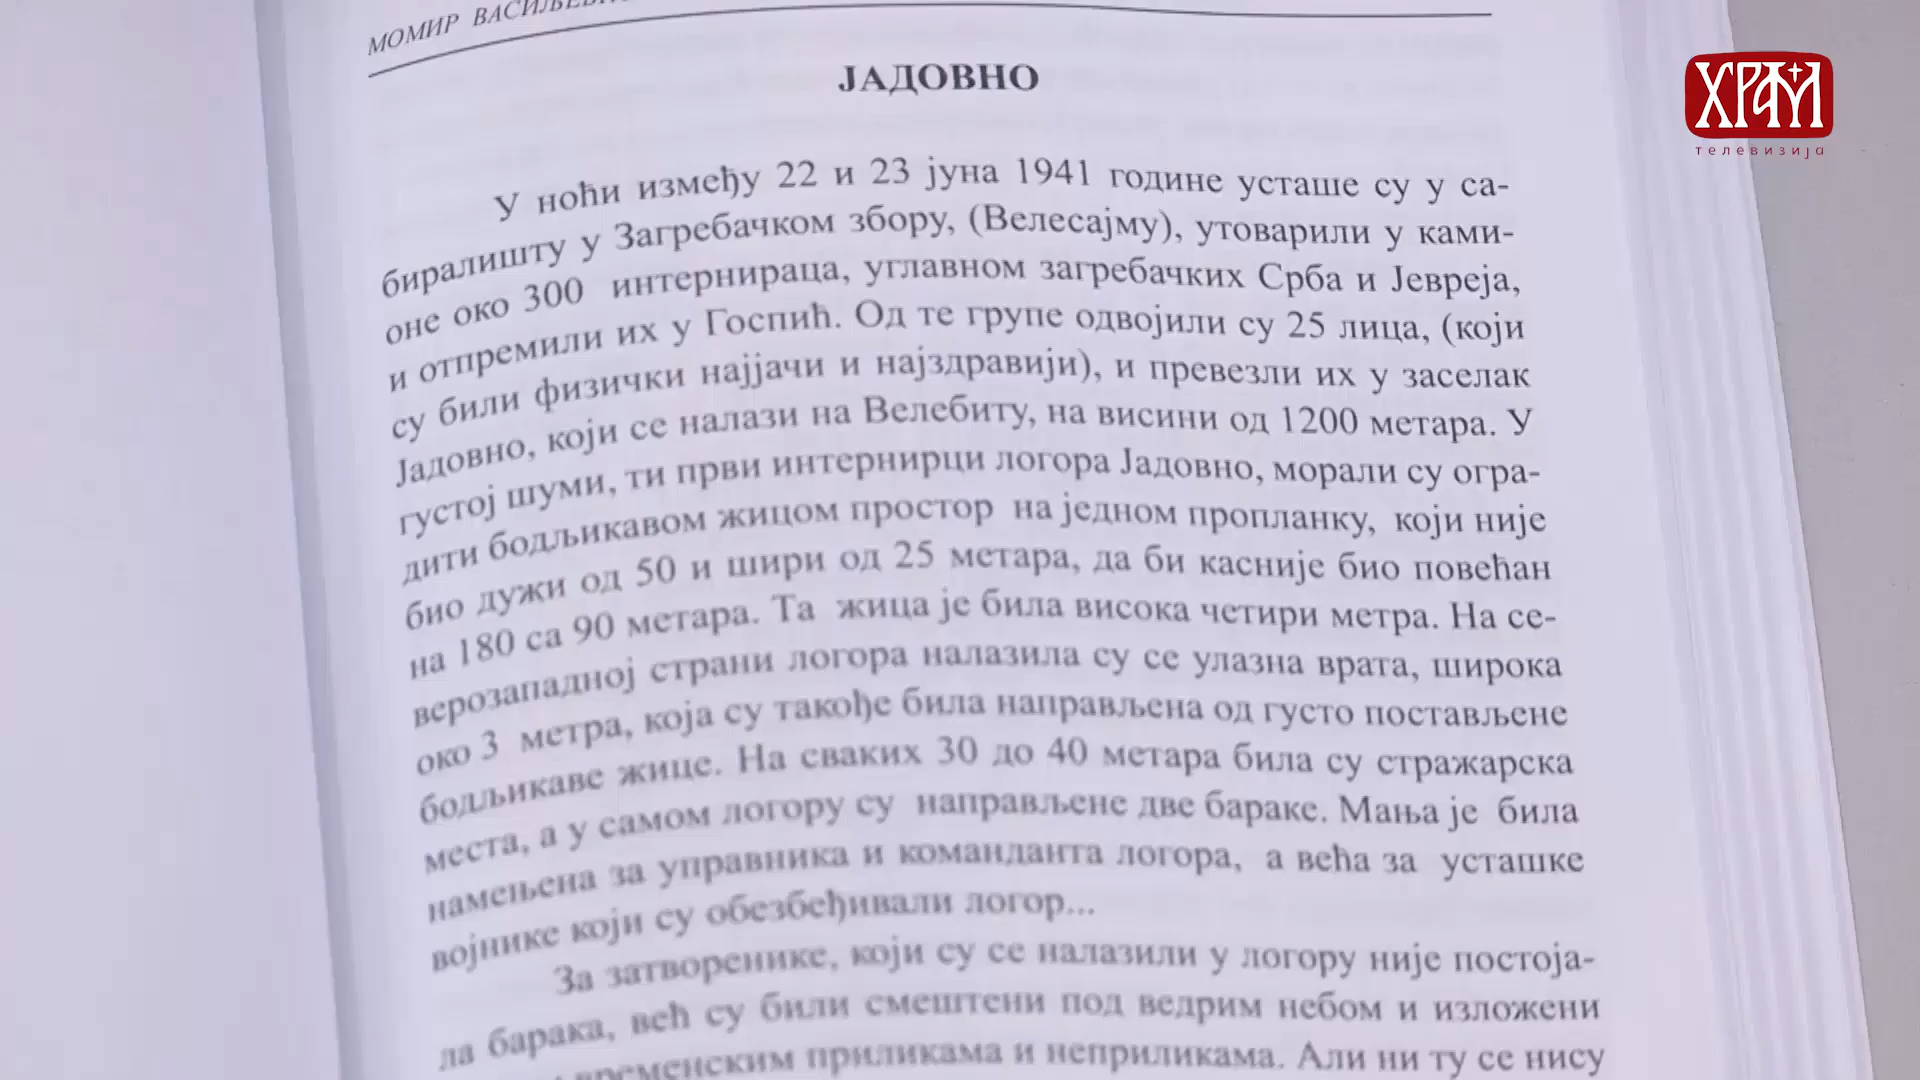 МОМИР ВАСИЉЕВИ
ЈАДОВНО
У ноћи између 22 и 23 јуна 1941 године усташе су у са-
биралишту у Загребачком збору, (Велесајму), утоварили у ками-
оне око 300 интернираца, углавном загребачких Срба и Јевреја,
и отпремили их у Госпић. Од те групе одвојили су 25 лица, (који
су били физички најјачи и најздравији), и превезли их у заселак
Јадовно, који се налази на Велебиту, на висини од 1200 метара. У
густој шуми, ти први интернирци логора Јадовно, морали су огра-
дити бодљикавом жицом простор на једном пропланку, који није
био дужи од 50 и шири од 25 метара, да би касније био повећан
на 180 са 90 метара. Та жица је била висока четири метра. На се-
верозападној страни логора налазила су се улазна врата, широка
око 3 метра, која су такође била направљена од густо постављене
бодљикаве жице. На сваких 30 до 40 метара била су стражарска
места, а у самом логору су направљене две бараке. Мања је била
намењена за управника и команданта логора, а већа за усташке
војнике који су обезбеђивали логор...
За затворенике, који су се налазили у логору није постоја-
ла барака, већ су били смештени под ведрим небом и изложени
временским приликама и неприликама. Али ни ту се нису
ХРАМ
телевизија